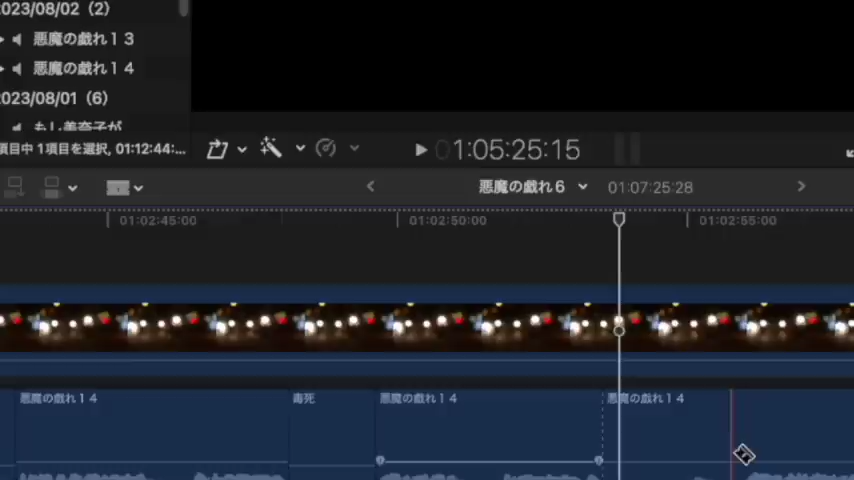 2023/08/02（2）
悪魔の戯れ１３
悪魔の戯れ１４
2023/08/01（6）
もし美奈子が
項目中 1項目を選択, 01:12:44:...
01:05:25:15
悪魔の戯れ６
01:07:25:28
01:02:45:00
01:02:50:00
01:02:55:00
悪魔の戯れ１４
毒死
悪魔の戯れ１４
悪魔の戯れ１４